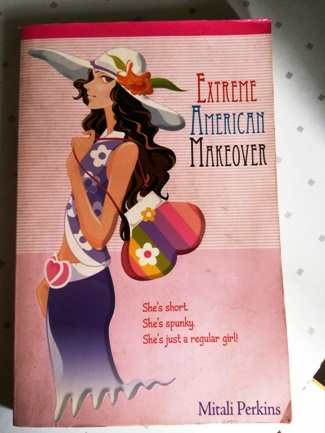 EXTREME
AMERICAN
MAKEOVER
She's short.
She's spunky.
She's just a regular girl!
Mitali Perkins